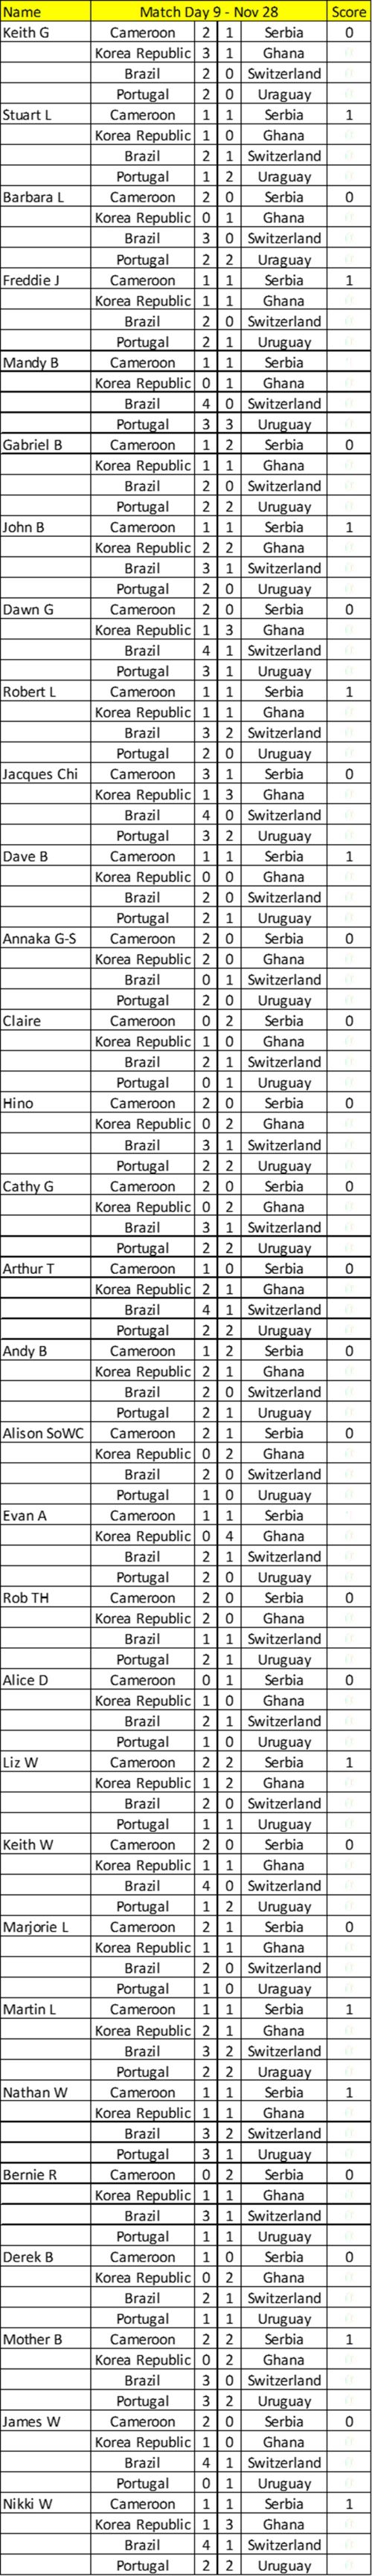 Name Match Day 9 - Nov 28 Score
Keith G Cameroon 2 1 Serbia 0
Korea Republic 3 1 Ghana
Brazil 2 0 Switzerland
Portugal 2 0 Uraguay
Stuart L Cameroon 1 1 Serbia 1
Korea Republic 1 0 Ghana
Brazil 2 1 Switzerland
Portugal 1 2 Uraguay
Barbara L Cameroon 2 0 Serbia 0
Korea Republic 0 1 Ghana
Brazil 3 0 Switzerland
Portugal 2 2 Uraguay
Freddie J Cameroon 1 1 Serbia 1
Korea Republic 1 1 Ghana
Brazil 2 0 Switzerland
Portugal 2 1 Uruguay
Mandy B Cameroon 1 1 Serbia
Korea Republic 0 1 Ghana
Brazil 4 0 Switzerland
Portugal 3 3 Uruguay
Gabriel B Cameroon 1 2 Serbia 0
Korea Republic 1 1 Ghana
Brazil 2 0 Switzerland
Portugal 2 2 Uruguay
John B Cameroon 1 1 Serbia 1
Korea Republic 2 2 Ghana
Brazil 3 1 Switzerland
Portugal 2 0 Uruguay
Dawn G Cameroon 2 0 Serbia 0
Korea Republic 1 3 Ghana
Brazil 4 1 Switzerland
Portugal 3 1 Uruguay
Robert L Cameroon 1 1 Serbia 1
Korea Republic 1 1 Ghana
Brazil 3 2 Switzerland
Portugal 2 0 Uruguay
Jacques Chi Cameroon 3 1 Serbia 0
Korea Republic 1 3 Ghana
Brazil 4 0 Switzerland
Portugal 3 2 Uruguay
Dave B Cameroon 1 1 Serbia 1
Korea Republic 0 0 Ghana
Brazil 2 0 Switzerland
Portugal 2 1 Uruguay
Annaka G-S Cameroon 2 0 Serbia 0
Korea Republic 2 0 Ghana
Brazil 0 1 Switzerland
Portugal 2 0 Uruguay
Claire Cameroon 0 2 Serbia 0
Korea Republic 1 0 Ghana
Brazil 2 1 Switzerland
Portugal 0 1 Uruguay
Hino Cameroon 2 0 Serbia 0
Korea Republic 0 2 Ghana
Brazil 3 1 Switzerland
Portugal 2 2 Uruguay
Cathy G Cameroon 2 0 Serbia 0
Korea Republic 0 2 Ghana
Brazil 3 1 Switzerland
Portugal 2 2 Uruguay
Arthur T Cameroon 1 0 Serbia 0
Korea Republic 2 1 Ghana
Brazil 4 1 Switzerland
Portugal 2 2 Uruguay
Andy B Cameroon 1 2 Serbia 0
Korea Republic 2 1 Ghana
Brazil 2 0 Switzerland
Portugal 2 1 Uruguay
Alison SoWC Cameroon 2 1 Serbia 0
Korea Republic 0 2 Ghana
Brazil 2 0 Switzerland
Portugal 1 0 Uruguay
Evan A Cameroon 1 1 Serbia
Korea Republic 0 4 Ghana
Brazil 2 1 Switzerland
Portugal 2 0 Uruguay
Rob TH Cameroon 2 0 Serbia 0
Korea Republic 2 0 Ghana
Brazil 1 1 Switzerland
Portugal 2 1 Uruguay
Alice D Cameroon 0 1 Serbia 0
Korea Republic 1 0 Ghana
Brazil 2 1 Switzerland
Portugal 1 0 Uruguay
Liz W Cameroon 2 2 Serbia 1
Korea Republic 1 2 Ghana
Brazil 2 0 Switzerland
Portugal 1 1 Uruguay
Keith W Cameroon 2 0 Serbia 0
Korea Republic 1 1 Ghana
Brazil 4 0 Switzerland
Portugal 1 2 Uruguay
Marjorie L Cameroon 2 1 Serbia 0
Korea Republic 1 1 Ghana
Brazil 2 0 Switzerland
Portugal 1 0 Uraguay
Martin L Cameroon 1 1 Serbia 1
Korea Republic 2 1 Ghana
Brazil 3 2 Switzerland
Portugal 2 2 Uraguay
Nathan W Cameroon 1 1 Serbia 1
Korea Republic 1 1 Ghana
Brazil 3 2 Switzerland
Portugal 3 1 Uruguay
Bernie R Cameroon 0 2 Serbia 0
Korea Republic 1 1 Ghana
Brazil 3 1 Switzerland
Portugal 1 1 Uruguay
Derek B Cameroon 1 0 Serbia 0
Korea Republic 0 2 Ghana
Brazil 2 1 Switzerland
Portugal 1 1 Uruguay
Mother B Cameroon 2 2 Serbia 1
Korea Republic 0 2 Ghana
Brazil 3 0 Switzerland
Portugal 3 2 Uruguay
James W Cameroon 2 0 Serbia 0
Korea Republic 1 0 Ghana
Brazil 4 1 Switzerland
Portugal 0 1 Uruguay
Nikki W Cameroon 1 1 Serbia 1
Korea Republic 1 3 Ghana
Brazil 4 1 Switzerland
Portugal 2 2 Uruguay